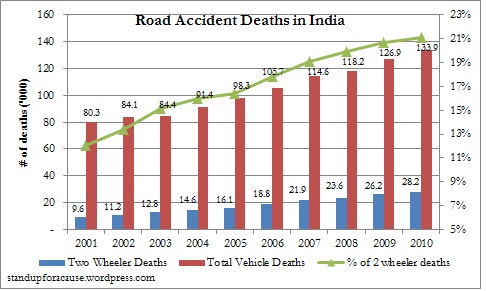 Road Accident Deaths in India
# of deaths ('000)
160
140
120
100
80
60
40
20
-
23%
21%
19%
17%
15%
13%
11%
9%
7%
5%
80.3 84.1 84.4 91.4 98.3 105.7 114.6 118.2 126.9 133.9
9.6 11.2 12.8 14.6 16.1 18.8 21.9 23.6 26.2 28.2
2001 2002 2003 2004 2005 2006 2007 2008 2009 2010
Two Wheeler Deaths Total Vehicle Deaths % of 2 wheeler deaths
standupforacause.wordpress.com